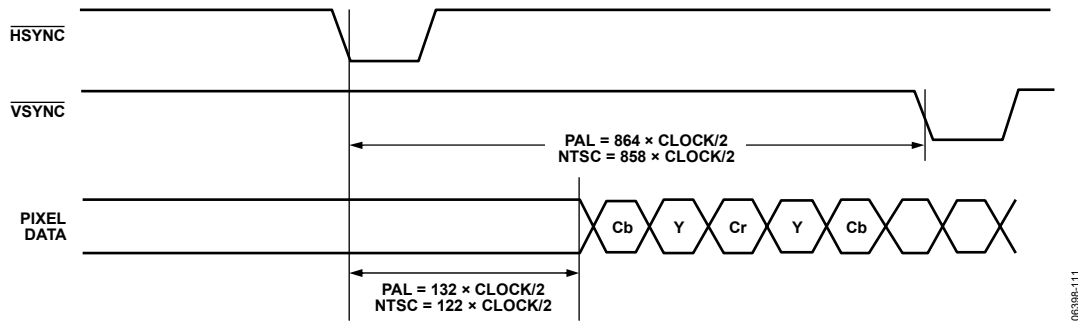 HSYNC
VSYNC
PAL = 864 × CLOCK/2
NTSC = 858 × CLOCK/2
PIXEL
DATA
Cb Y Cr Y Cb
PAL = 132 × CLOCK/2
NTSC = 122 × CLOCK/2
06398-111